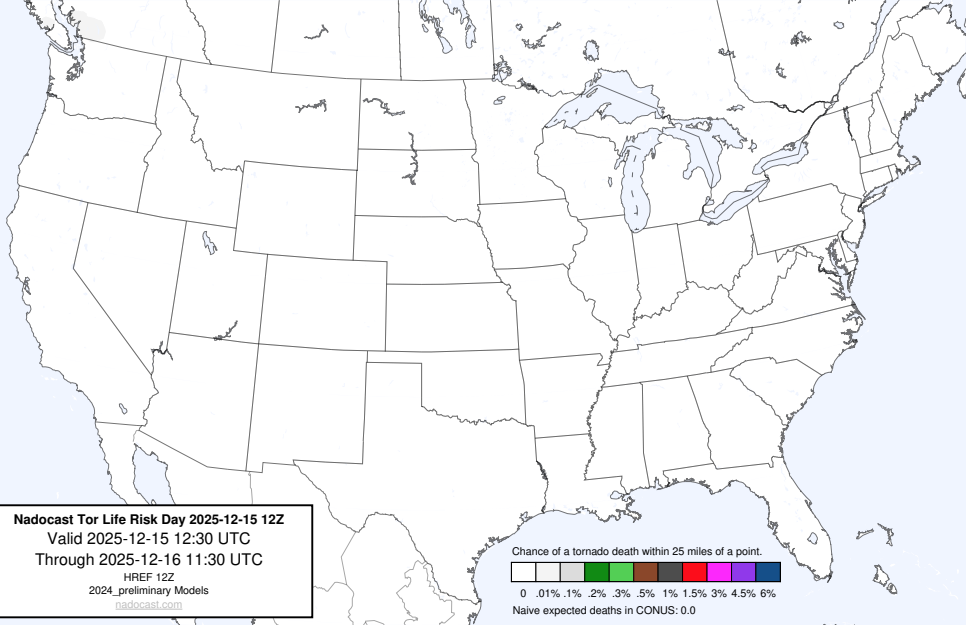 Nadocast Tor Life Risk Day 2025-12-15 12Z
Valid 2025-12-15 12:30 UTC
Through 2025-12-16 11:30 UTC
HREF 12Z
2024_preliminary Models
nadocast.com
Chance of a tornado death within 25 miles of a point.
0 .01% .1% .2% .3% .5% 1% 1.5% 3% 4.5% 6%
Naive expected deaths in CONUS: 0.0